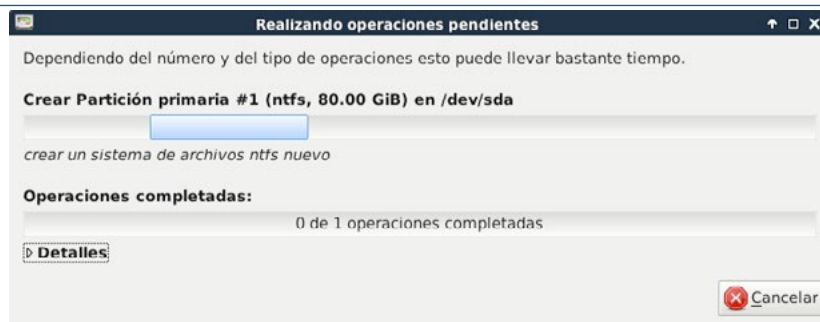 Realizando operaciones pendientes
Dependiendo del número y del tipo de operaciones esto puede llevar bastante tiempo.
Crear Partición primaria #1 (ntfs, 80.00 GiB) en /dev/sda
crear un sistema de archivos ntfs nuevo
Operaciones completadas:
0 de 1 operaciones completadas
Detalles
Cancelar